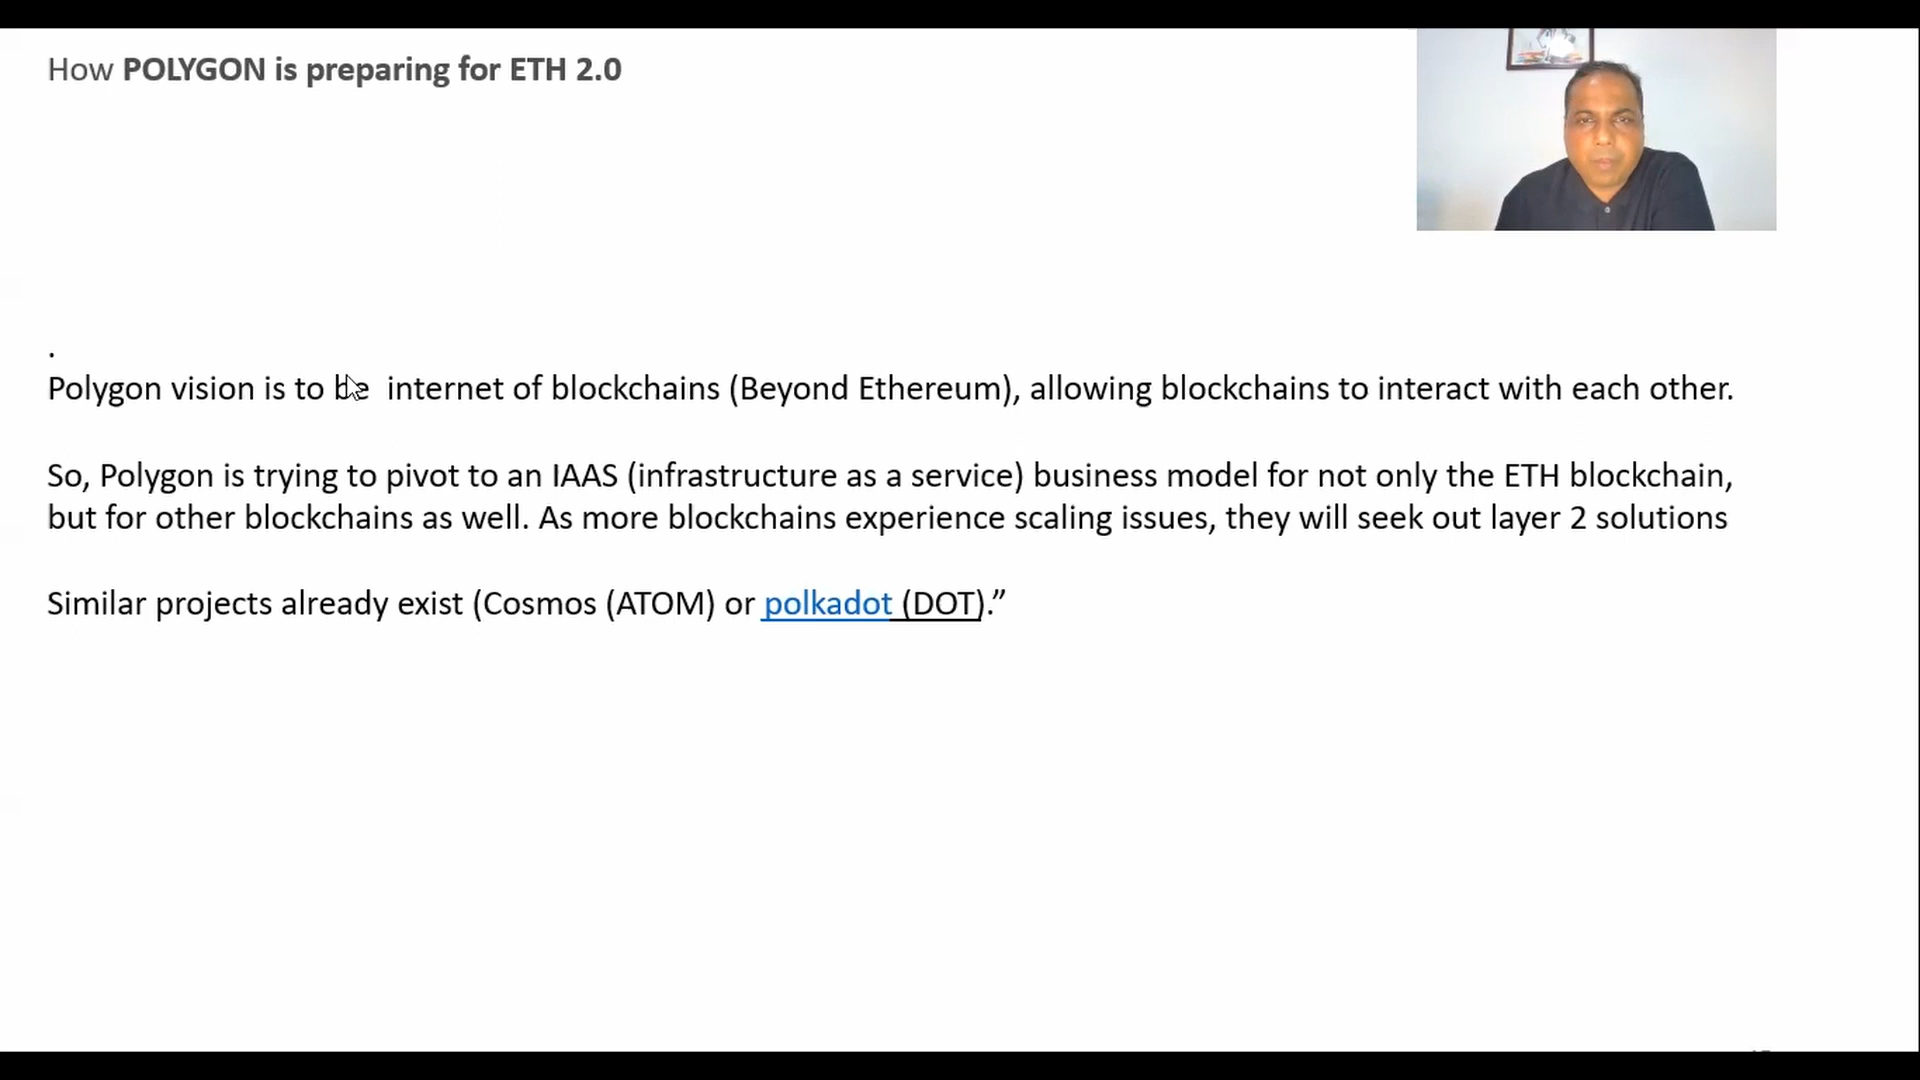 How POLYGON is preparing for ETH 2.0
.
Polygon vision is to be internet of blockchains (Beyond Ethereum), allowing blockchains to interact with each other.
So, Polygon is trying to pivot to an IAAS (infrastructure as a service) business model for not only the ETH blockchain,
but for other blockchains as well. As more blockchains experience scaling issues, they will seek out layer 2 solutions
Similar projects already exist (Cosmos (ATOM) or polkadot (DOT).”